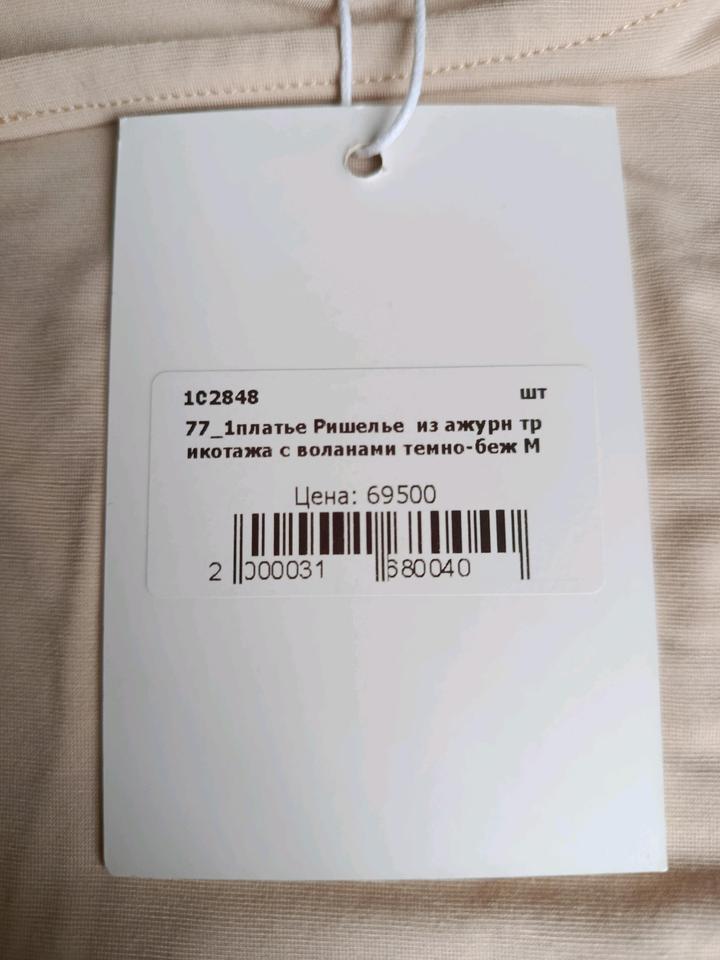 1С2848 шт
77_1платье Ришелье из ажурн тр
икотажа с воланами темно-беж М
Цена: 69500
2 000031 680040